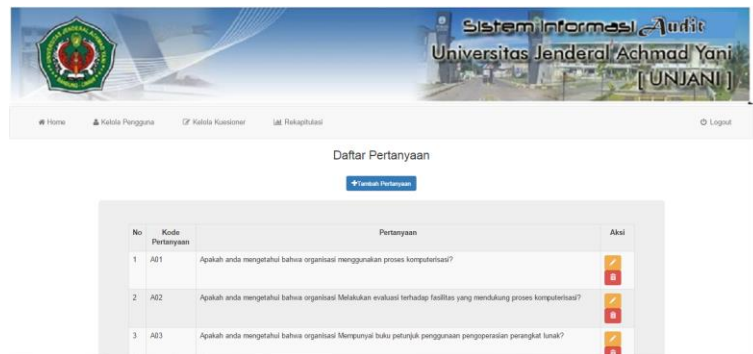 Sistem Informasi Audit
Universitas Jenderal Achmad Yani
[ UNJANI ]
Home Kelola Pengguna Kelola Kuesioner Rekapitulasi Logout
Daftar Pertanyaan
+Tambah Pertanyaan
No Kode Pertanyaan Pertanyaan Aksi
1 A01 Apakah anda mengetahui bahwa organisasi menggunakan proses komputerisasi?
2 A02 Apakah anda mengetahui bahwa organisasi Melakukan evaluasi terhadap fasilitas yang mendukung proses komputerisasi?
3 A03 Apakah anda mengetahui bahwa organisasi Mempunyai buku petunjuk penggunaan pengoperasian perangkat lunak?